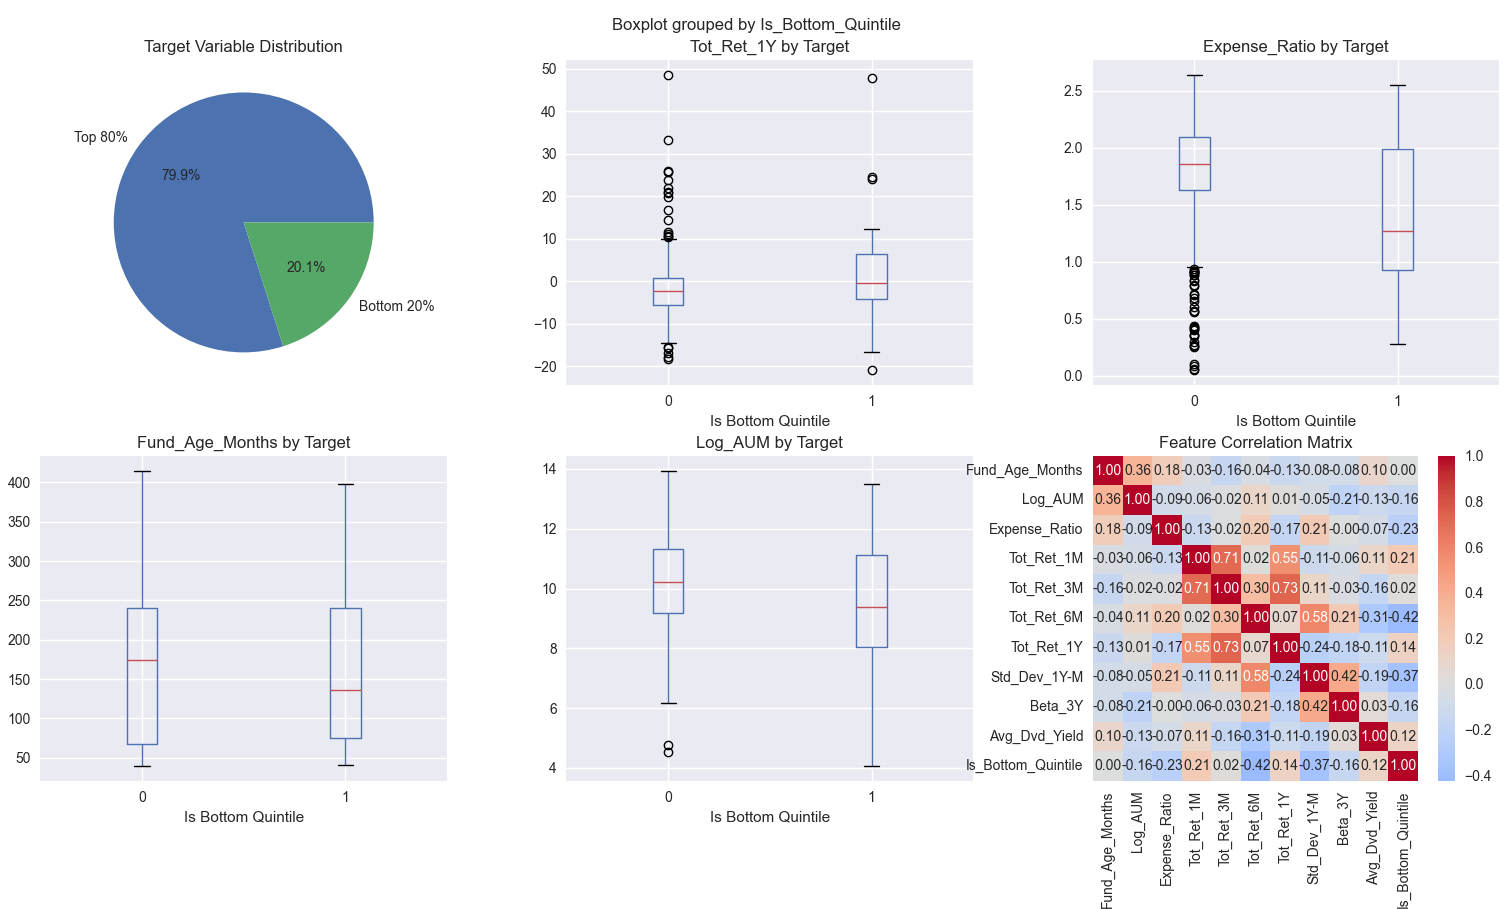 Boxplot grouped by Is_Bottom_Quintile
Target Variable Distribution
Top 80%
79.9%
20.1%
Bottom 20%
Tot_Ret_1Y by Target
50
40
30
20
10
0
−10
−20
0 1
Is Bottom Quintile
Expense_Ratio by Target
2.5
2.0
1.5
1.0
0.5
0.0
0 1
Is Bottom Quintile
Fund_Age_Months by Target
400
350
300
250
200
150
100
50
0 1
Is Bottom Quintile
Log_AUM by Target
14
12
10
8
6
4
0 1
Is Bottom Quintile
Feature Correlation Matrix
Fund_Age_Months 1.00 0.36 0.18 -0.03 -0.16 -0.04 -0.13 -0.08 -0.08 0.10 0.00
Log_AUM 0.36 1.00 -0.09 -0.06 -0.02 0.11 0.01 -0.05 -0.21 -0.13 -0.16
Expense_Ratio 0.18 -0.09 1.00 -0.13 -0.02 0.20 -0.17 0.21 -0.00 -0.07 -0.23
Tot_Ret_1M -0.03 -0.06 -0.13 1.00 0.71 0.02 0.55 -0.11 -0.06 0.11 0.21
Tot_Ret_3M -0.16 -0.02 -0.02 0.71 1.00 0.30 0.73 0.11 -0.03 -0.16 0.02
Tot_Ret_6M -0.04 0.11 0.20 0.02 0.30 1.00 0.07 0.58 0.21 -0.31 -0.42
Tot_Ret_1Y -0.13 0.01 -0.17 0.55 0.73 0.07 1.00 -0.24 -0.18 -0.11 0.14
Std_Dev_1Y-M -0.08 -0.05 0.21 -0.11 0.11 0.58 -0.24 1.00 0.42 -0.19 -0.37
Beta_3Y -0.08 -0.21 -0.00 -0.06 -0.03 0.21 -0.18 0.42 1.00 0.03 -0.16
Avg_Dvd_Yield 0.10 -0.13 -0.07 0.11 -0.16 -0.31 -0.11 -0.19 0.03 1.00 0.12
Is_Bottom_Quintile 0.00 -0.16 -0.23 0.21 0.02 -0.42 0.14 -0.37 -0.16 0.12 1.00
Fund_Age_Months
Log_AUM
Expense_Ratio
Tot_Ret_1M
Tot_Ret_3M
Tot_Ret_6M
Tot_Ret_1Y
Std_Dev_1Y-M
Beta_3Y
Avg_Dvd_Yield
Is_Bottom_Quintile
1.0
0.8
0.6
0.4
0.2
0.0
−0.2
−0.4